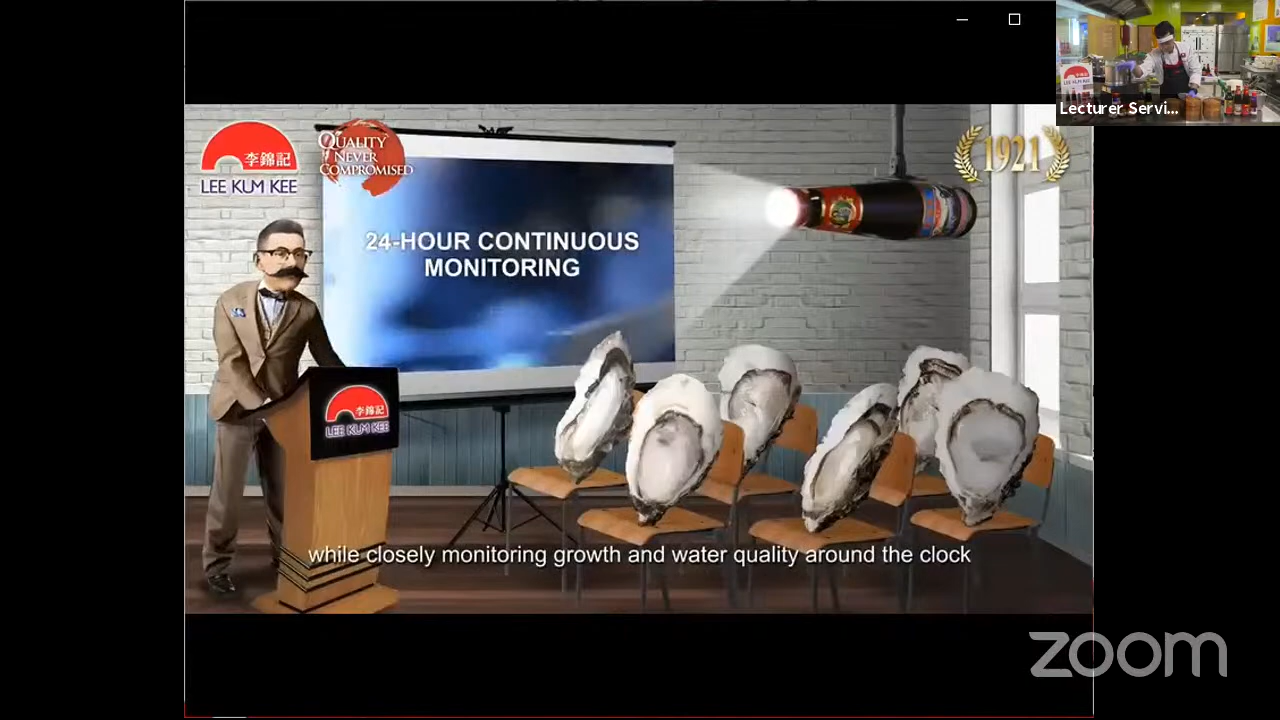 Lecturer Servi...
李錦記
LEE KUM KEE
QUALITY
NEVER
COMPROMISED
1921
24-HOUR CONTINUOUS
MONITORING
李錦記
LEE KUM KEE
while closely monitoring growth and water quality around the clock
zoom